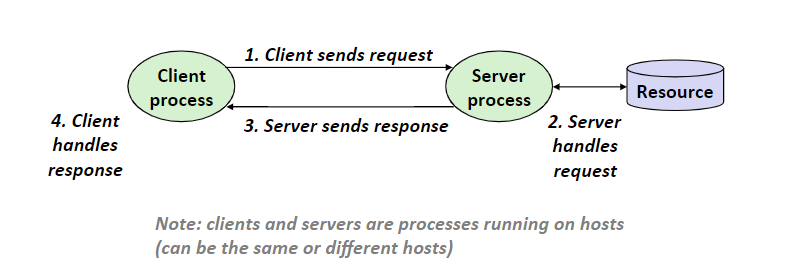 1. Client sends request
Client
process
Server
process
Resource
3. Server sends response
4. Client
handles
response
2. Server
handles
request
Note: clients and servers are processes running on hosts
(can be the same or different hosts)